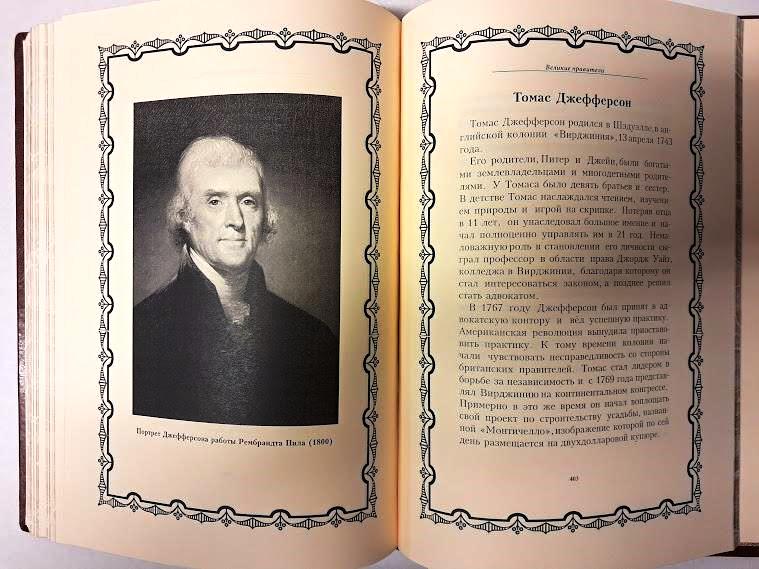 Портрет Джефферсона работы Рембрандта Пила (1800)
Великие правители
Томас Джефферсон
Томас Джефферсон родился в Шэдуэлле, в ан-
глийской колонии «Вирджиния», 13 апреля 1743
года.
Его родители, Питер и Джейн, были богаты-
ми землевладельцами и многодетными родите-
лями. У Томаса было девять братьев и сестер.
В детстве Томас наслаждался чтением, изучени-
ем природы и игрой на скрипке. Потеряв отца
в 11 лет, он унаследовал большое имение и на-
чал полноценно управлять им в 21 год. Нема-
ловажную роль в становлении его личности сы-
грал профессор в области права Джордж Уайт,
колледжа в Вирджинии, благодаря которому он
стал интересоваться законом, а позднее решил
стать адвокатом.
В 1767 году Джефферсон был принят в ад-
вокатскую контору и вёл успешную практику.
Американская революция вынудила приоста-
новить практику. К тому времени колонии на-
чали чувствовать несправедливость со стороны
британских правителей. Томас стал лидером в
борьбе за независимость и с 1769 года представ-
лял Вирджинию на континентальном конгрессе.
Примерно в это же время он начал воплощать
свой проект по строительству усадьбы, назван-
ной «Монтичелло», изображение которой по сей
день размещается на двухдолларовой купюре.
403